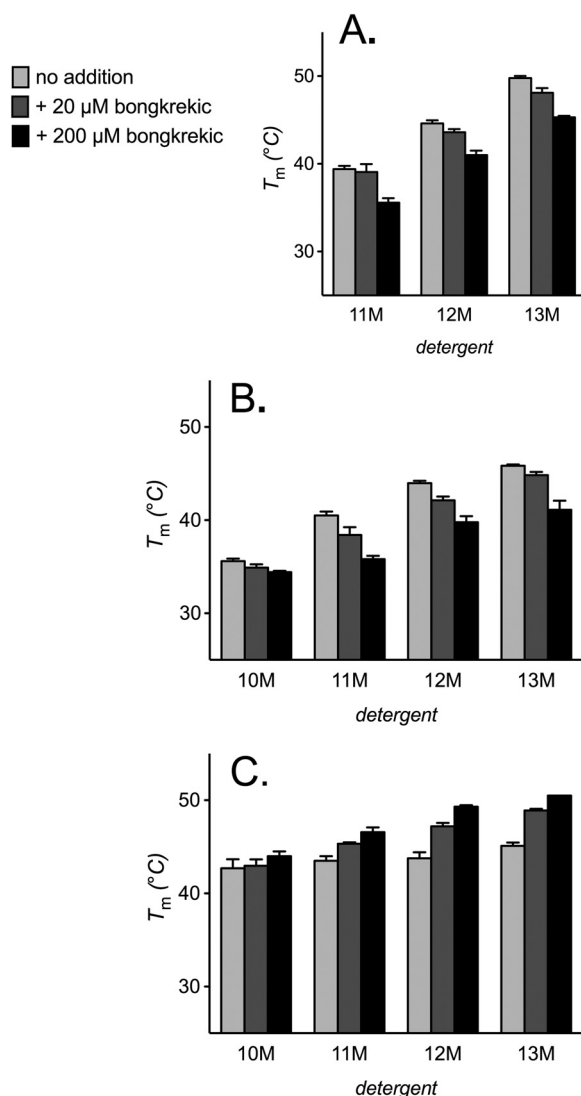 A.
no addition
+ 20 µM bongkrekic
+ 200 µM bongkrekic
Tm (°C)
50
40
30
11M 12M 13M
detergent
B.
Tm (°C)
50
40
30
10M 11M 12M 13M
detergent
C.
Tm (°C)
50
40
30
10M 11M 12M 13M
detergent